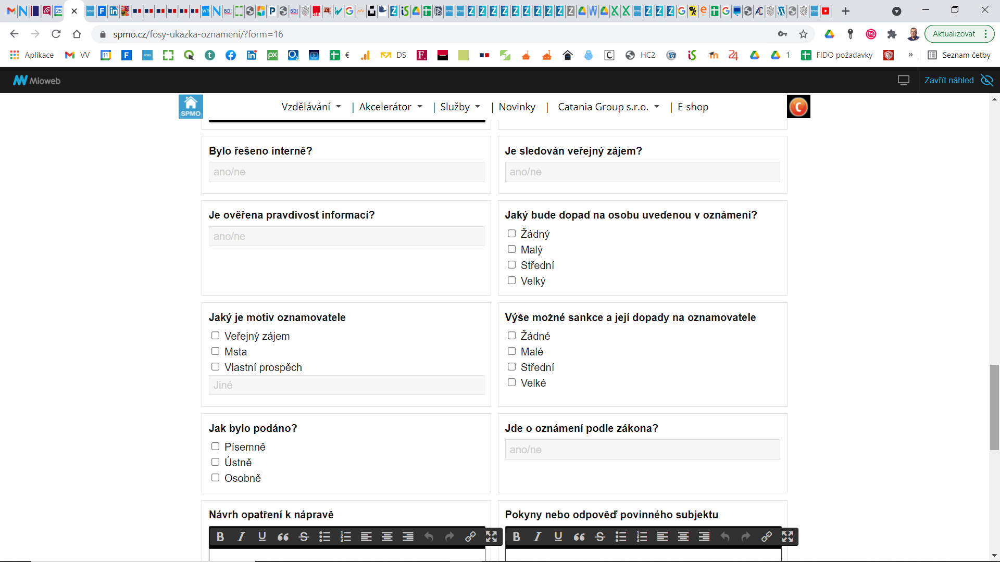 spmo.cz/fosy-ukazka-oznameni/?form=16
Aktualizovat
Aplikace
VV
€
DS
HC2
1
FIDO požadavky
»
Seznam četby
Mioweb
Zavřít náhled
SPMO
Vzdělávání | Akcelerátor | Služby | Novinky | Catania Group s.r.o. | E-shop
Bylo řešeno interně?
ano/ne
Je sledován veřejný zájem?
ano/ne
Je ověřena pravdivost informací?
ano/ne
Jaký bude dopad na osobu uvedenou v oznámení?
Žádný
Malý
Střední
Velký
Jaký je motiv oznamovatele
Veřejný zájem
Msta
Vlastní prospěch
Jiné
Výše možné sankce a její dopady na oznamovatele
Žádné
Malé
Střední
Velké
Jak bylo podáno?
Písemně
Ústně
Osobně
Jde o oznámení podle zákona?
ano/ne
Návrh opatření k nápravě
Pokyny nebo odpověď povinného subjektu